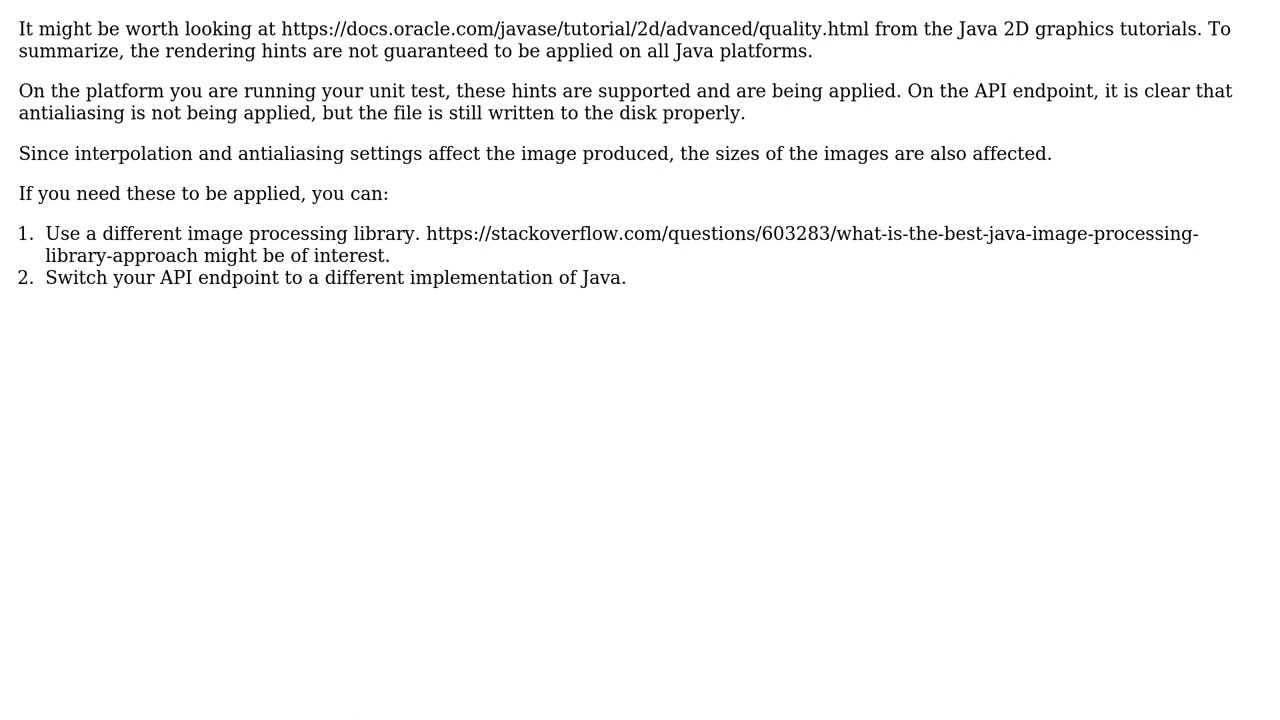 It might be worth looking at https://docs.oracle.com/javase/tutorial/2d/advanced/quality.html from the Java 2D graphics tutorials. To
summarize, the rendering hints are not guaranteed to be applied on all Java platforms.
On the platform you are running your unit test, these hints are supported and are being applied. On the API endpoint, it is clear that
antialiasing is not being applied, but the file is still written to the disk properly.
Since interpolation and antialiasing settings affect the image produced, the sizes of the images are also affected.
If you need these to be applied, you can:
1. Use a different image processing library. https://stackoverflow.com/questions/603283/what-is-the-best-java-image-processing-
library-approach might be of interest.
2. Switch your API endpoint to a different implementation of Java.